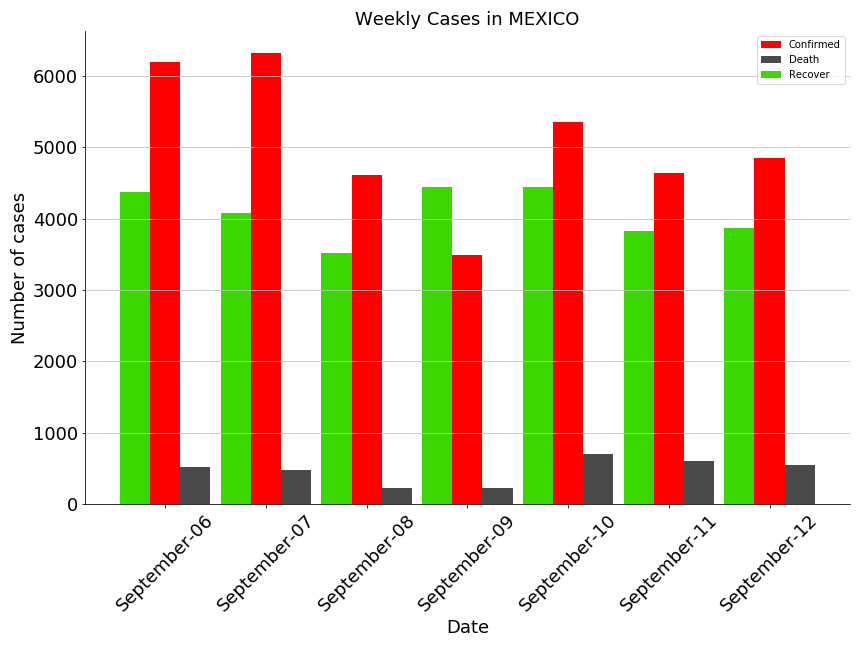 Weekly Cases in MEXICO
Confirmed
Death
Recover
Number of cases
6000
5000
4000
3000
2000
1000
0
September-06
September-07
September-08
September-09
September-10
September-11
September-12
Date